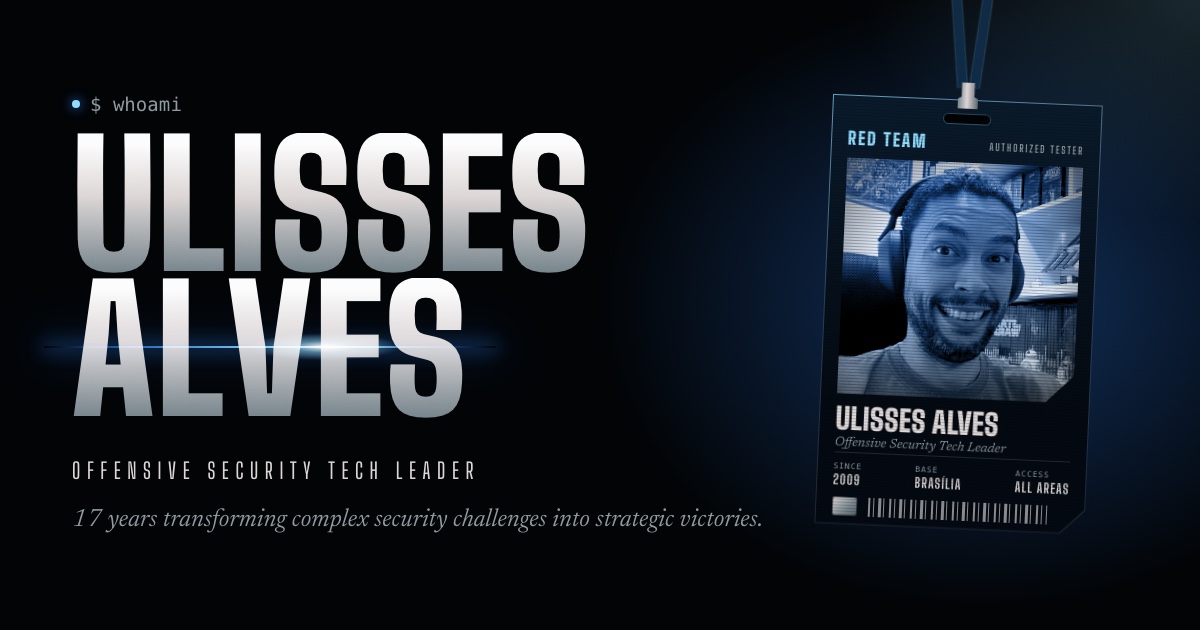 $ whoami
ULISSES
ALVES
OFFENSIVE SECURITY TECH LEADER
17 years transforming complex security challenges into strategic victories.
RED TEAM
AUTHORIZED TESTER
ULISSES ALVES
Offensive Security Tech Leader
SINCE
2009
BASE
BRASÍLIA
ACCESS
ALL AREAS